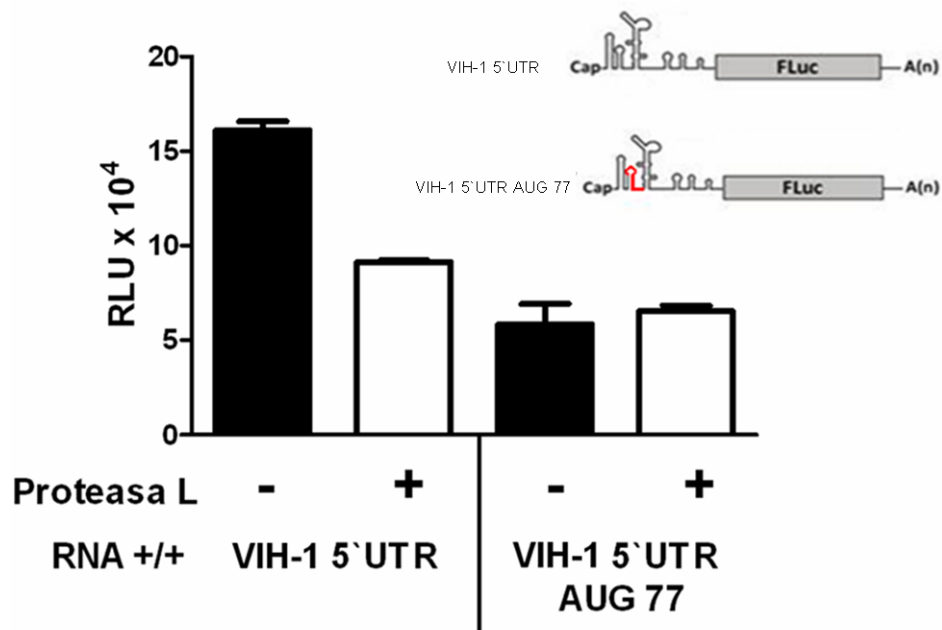 VIH-1 5`UTR
Cap
FLuc
A(n)
VIH-1 5`UTR AUG 77
Cap
FLuc
A(n)
RLU x 10⁴
20
15
10
5
0
Proteasa L - + - +
RNA +/+ VIH-1 5`UTR VIH-1 5`UTR
AUG 77